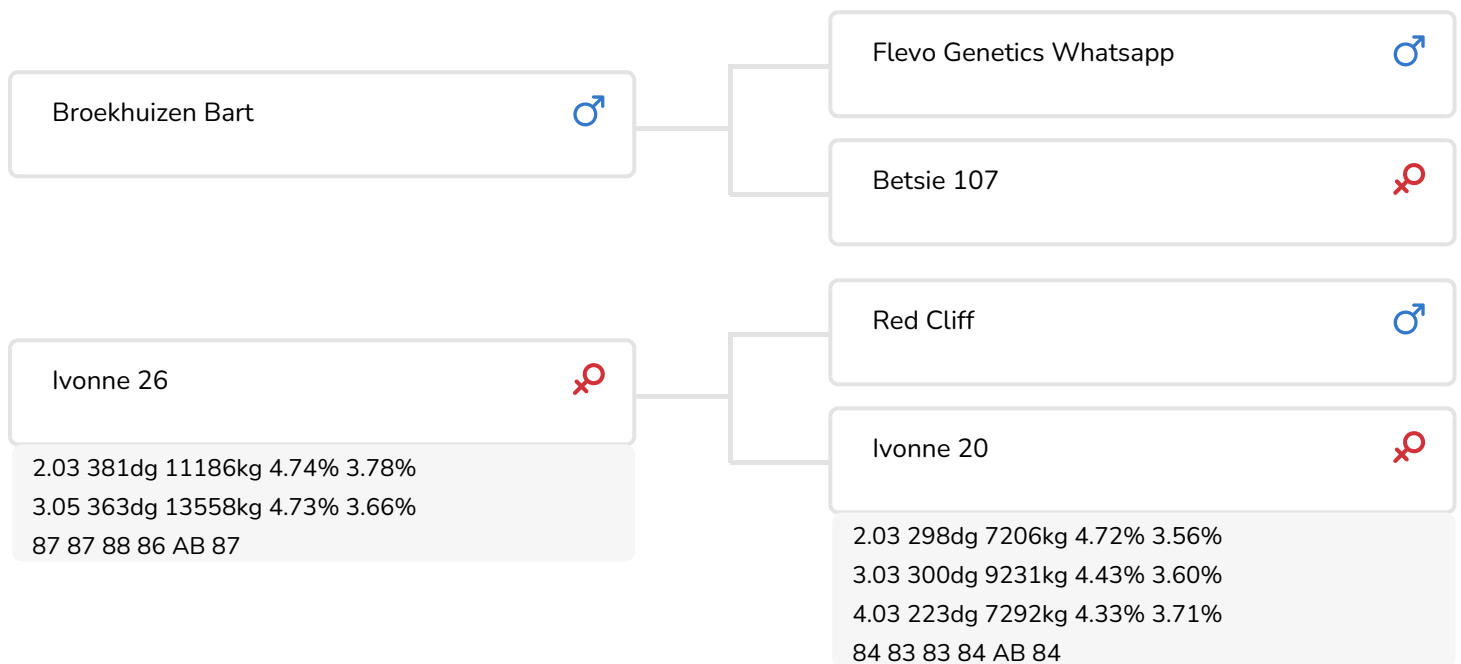 Flevo Genetics Whatsapp
Broekhuizen Bart
Betsie 107
Red Cliff
Ivonne 26
Ivonne 20
2.03 381dg 11186kg 4.74% 3.78%
3.05 363dg 13558kg 4.73% 3.66%
87 87 88 86 AB 87
2.03 298dg 7206kg 4.72% 3.56%
3.03 300dg 9231kg 4.43% 3.60%
4.03 223dg 7292kg 4.33% 3.71%
84 83 83 84 AB 84